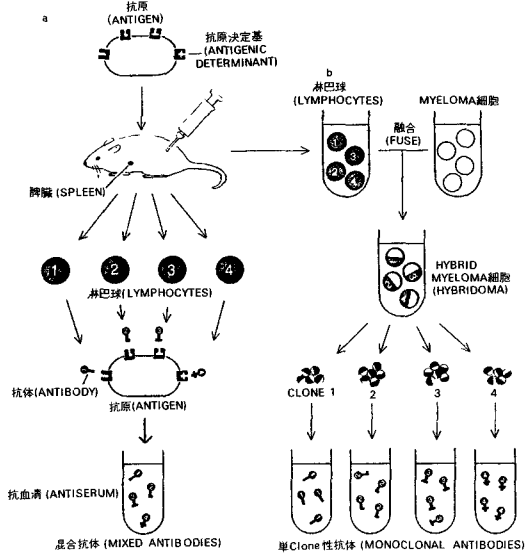 a
抗原
(ANTIGEN)
抗原決定基
(ANTIGENIC
DETERMINANT)
脾臟 (SPLEEN)
1
2
3
4
淋巴球(LYMPHOCYTES)
抗体(ANTIBODY)
抗原(ANTIGEN)
抗血清 (ANTISERUM)
混合抗体 (MIXED ANTIBODIES)
b
淋巴球
(LYMPHOCYTES)
MYELOMA細胞
1
3
2
4
融合
(FUSE)
HYBRID
MYELOMA細胞
(HYBRIDOMA)
CLONE 1
2
3
4
単Clone性抗体 (MONOCLONAL ANTIBODIES)